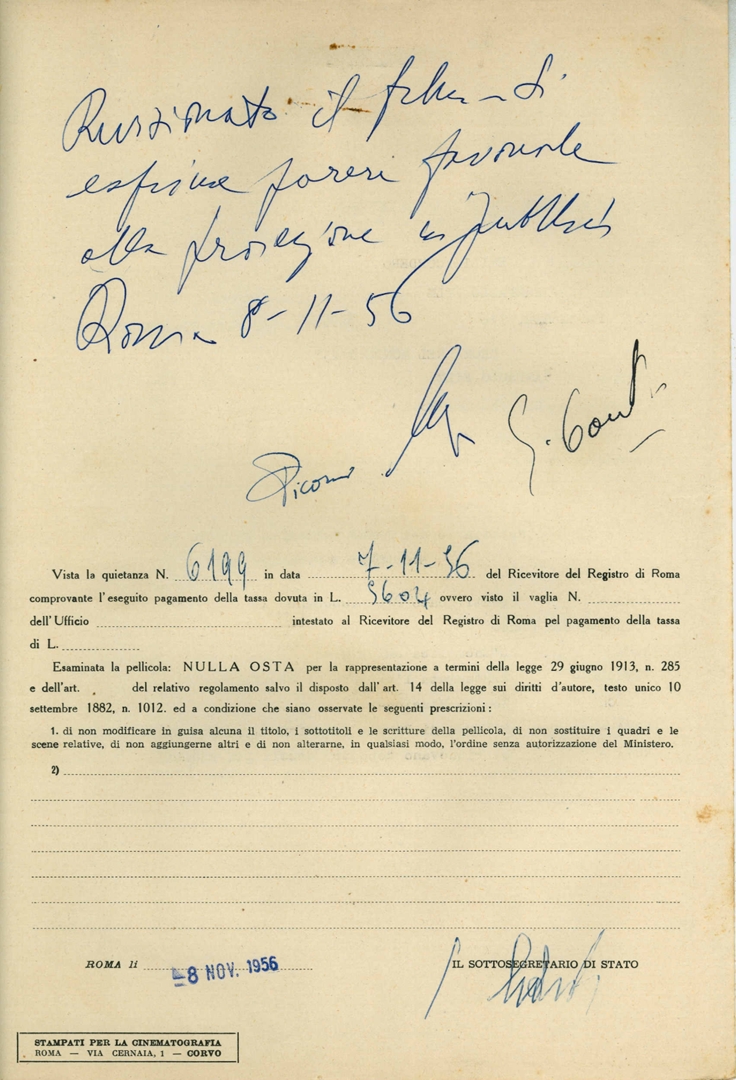 Revisionato il film si
esprime parere favorevole
alla proiezione in pubblico
Roma 8-11-56
Vista la quietanza N. 6199 in data 7-11-56 del Ricevitore del Registro di Roma
comprovante l'eseguito pagamento della tassa dovuta in L. 5604 ovvero visto il vaglia N.
dell'Ufficio intestato al Ricevitore del Registro di Roma pel pagamento della tassa
di L.
Esaminata la pellicola: NULLA OSTA per la rappresentazione a termini della legge 29 giugno 1913, n. 285
e dell'art. del relativo regolamento salvo il disposto dall'art. 14 della legge sui diritti d'autore, testo unico 10
settembre 1882, n. 1012. ed a condizione che siano osservate le seguenti prescrizioni:
1. di non modificare in guisa alcuna il titolo, i sottotitoli e le scritture della pellicola, di non sostituire i quadri e le
scene relative, di non aggiungerne altri e di non alterarne, in qualsiasi modo, l'ordine senza autorizzazione del Ministero.
2)
ROMA li 8 NOV. 1956 IL SOTTOSEGRETARIO DI STATO
STAMPATI PER LA CINEMATOGRAFIA
ROMA — VIA CERNAIA, 1 — CORVO